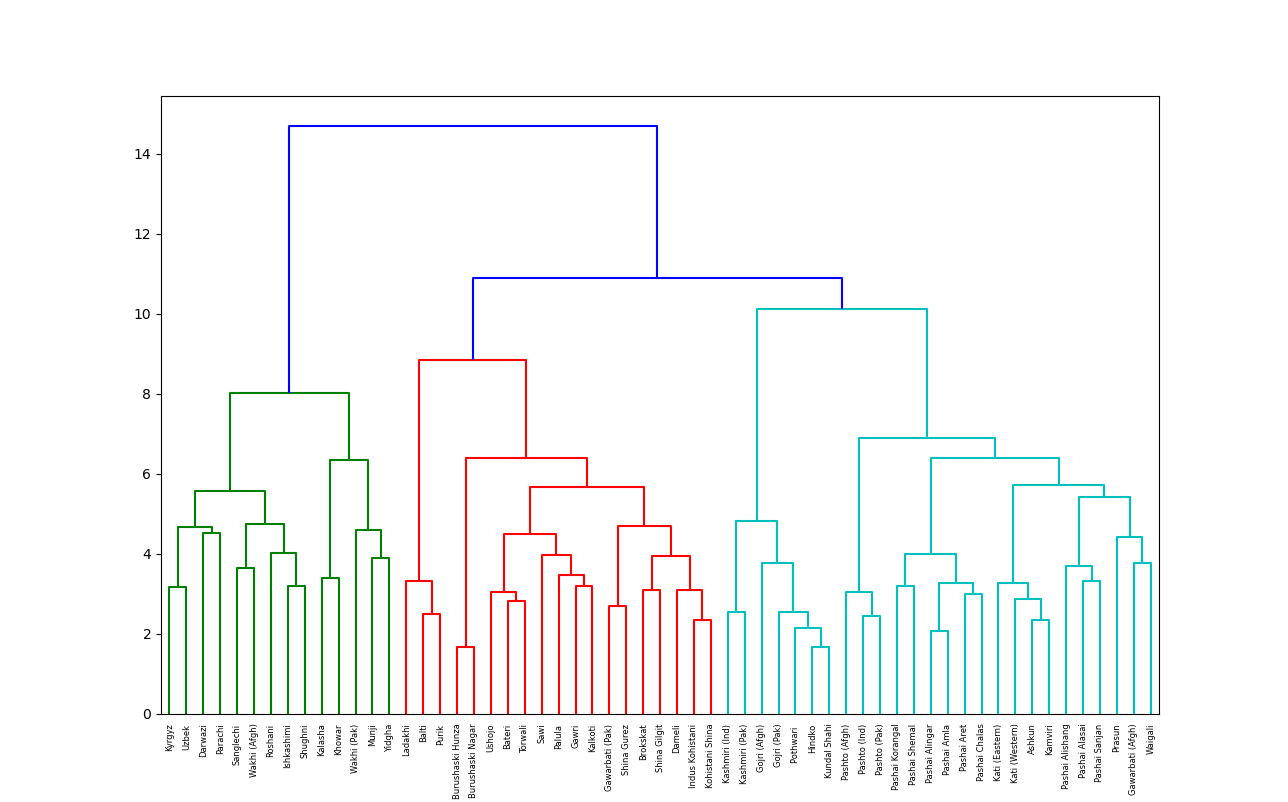 14
12
10
8
6
4
2
0
Kyrgyz
Uzbek
Darwazi
Parachi
Sanglechi
Wakhi (Afgh)
Roshani
Ishkashimi
Shughni
Kalasha
Khowar
Wakhi (Pak)
Munji
Yidgha
Ladakhi
Balti
Purik
Burushaski Hunza
Burushaski Nagar
Ushojo
Bateri
Torwali
Sawi
Palula
Gawri
Kalkoti
Gawarbati (Pak)
Shina Gurez
Brokskat
Shina Gilgit
Dameli
Indus Kohistani
Kohistani Shina
Kashmiri (Ind)
Kashmiri (Pak)
Gojri (Afgh)
Gojri (Pak)
Pothwari
Hindko
Kundal Shahi
Pashto (Afgh)
Pashto (Ind)
Pashto (Pak)
Pashai Korangal
Pashai Shemal
Pashai Alingar
Pashai Amla
Pashai Aret
Pashai Chalas
Kati (Eastern)
Kati (Western)
Ashkun
Kamviri
Pashai Alishang
Pashai Alasai
Pashai Sanjan
Prasun
Gawarbati (Afgh)
Waigali